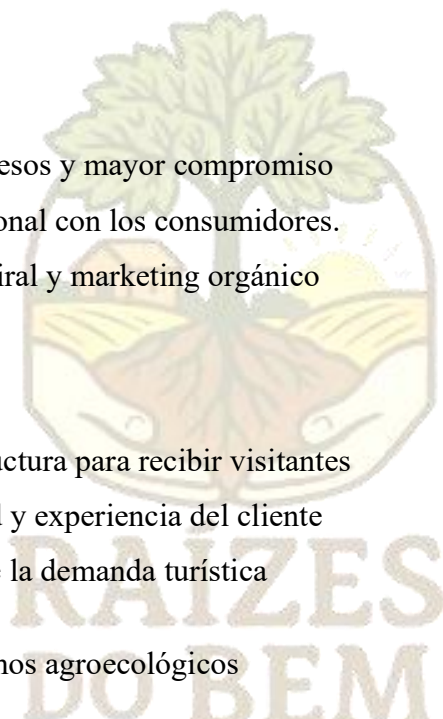 esos y mayor compromiso
onal con los consumidores.
iral y marketing orgánico
uctura para recibir visitantes
y experiencia del cliente
la demanda turística
RAÍZES
nos agroecológicos
DO BEM